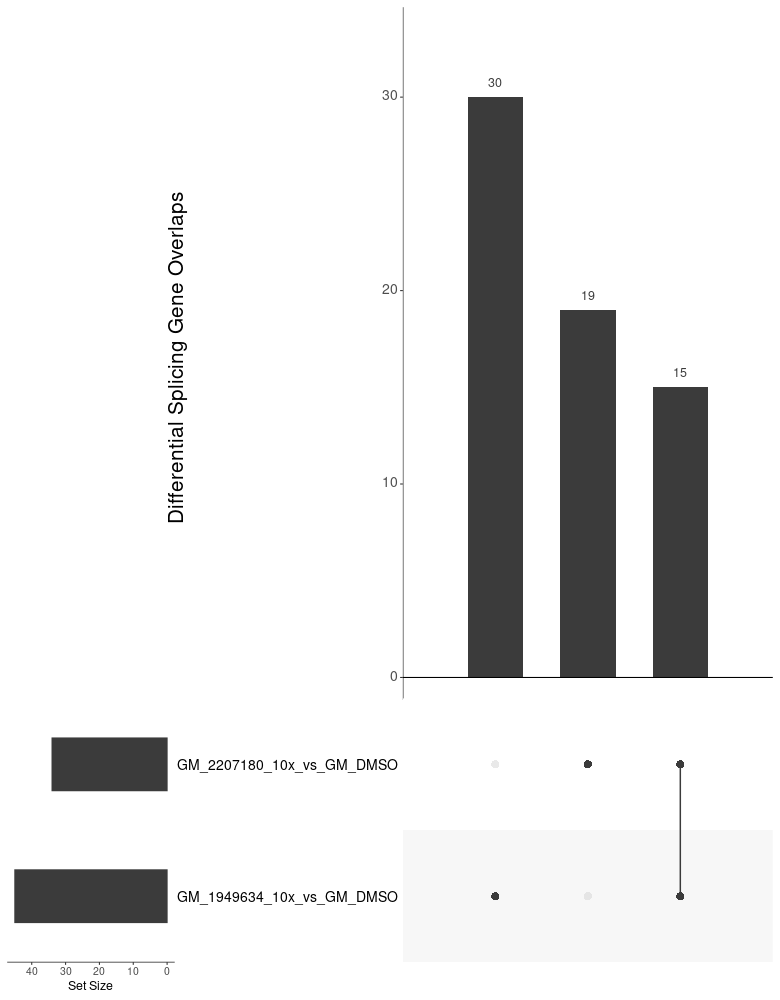 30
30
19
20
15
10
0
Differential Splicing Gene Overlaps
GM_2207180_10x_vs_GM_DMSO
GM_1949634_10x_vs_GM_DMSO
40 30 20 10 0
Set Size